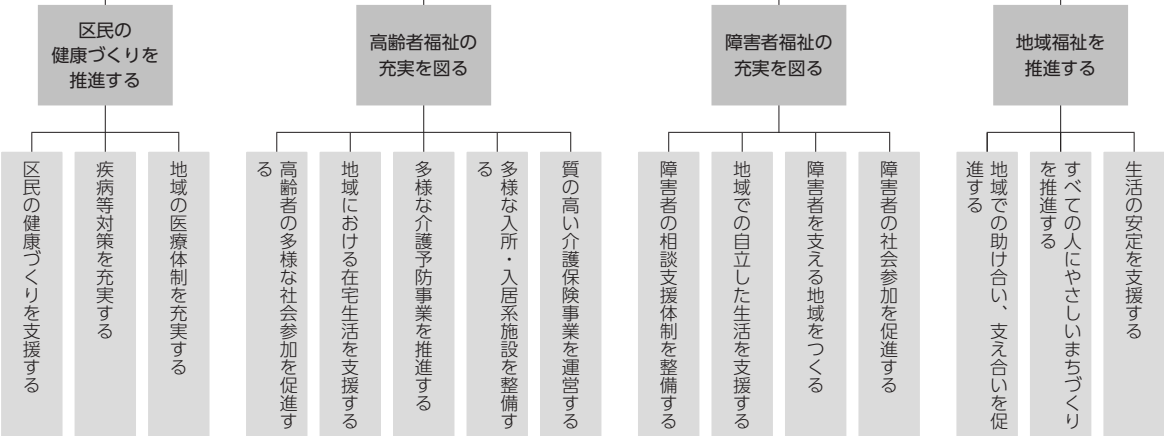 区民の
健康づくりを
推進する
区民の健康づくりを支援する
疾病等対策を充実する
地域の医療体制を充実する
高齢者福祉の
充実を図る
高齢者の多様な社会参加を促進す
る
地域における在宅生活を支援する
多様な介護予防事業を推進する
多様な入所・入居系施設を整備す
る
質の高い介護保険事業を運営する
障害者福祉の
充実を図る
障害者の相談支援体制を整備する
地域での自立した生活を支援する
障害者を支える地域をつくる
障害者の社会参加を促進する
地域福祉を
推進する
地域での助け合い、支え合いを促
進する
すべての人にやさしいまちづくり
を推進する
生活の安定を支援する